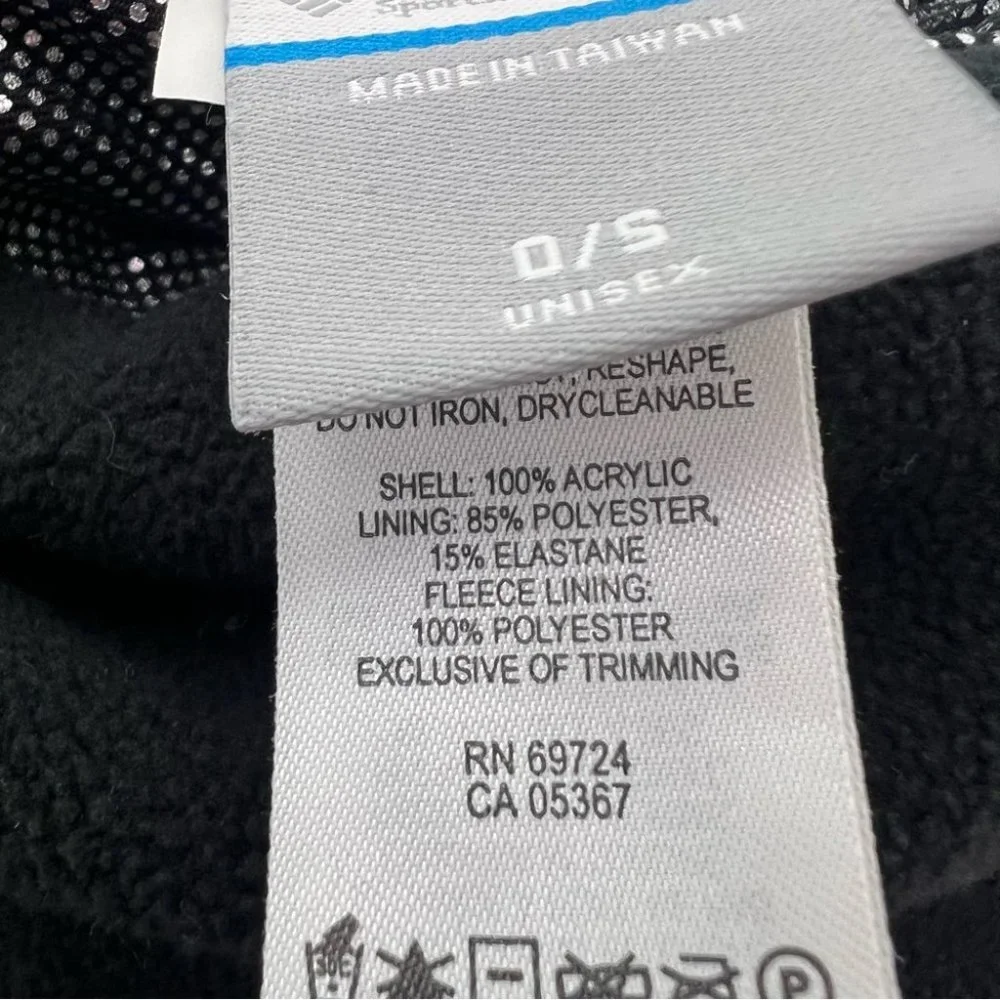 MADE IN TAIWAN
O/S
UNISEX
RESHAPE,
DO NOT IRON, DRYCLEANABLE
SHELL: 100% ACRYLIC
LINING: 85% POLYESTER,
15% ELASTANE
FLEECE LINING:
100% POLYESTER
EXCLUSIVE OF TRIMMING
RN 69724
CA 05367
30C
P